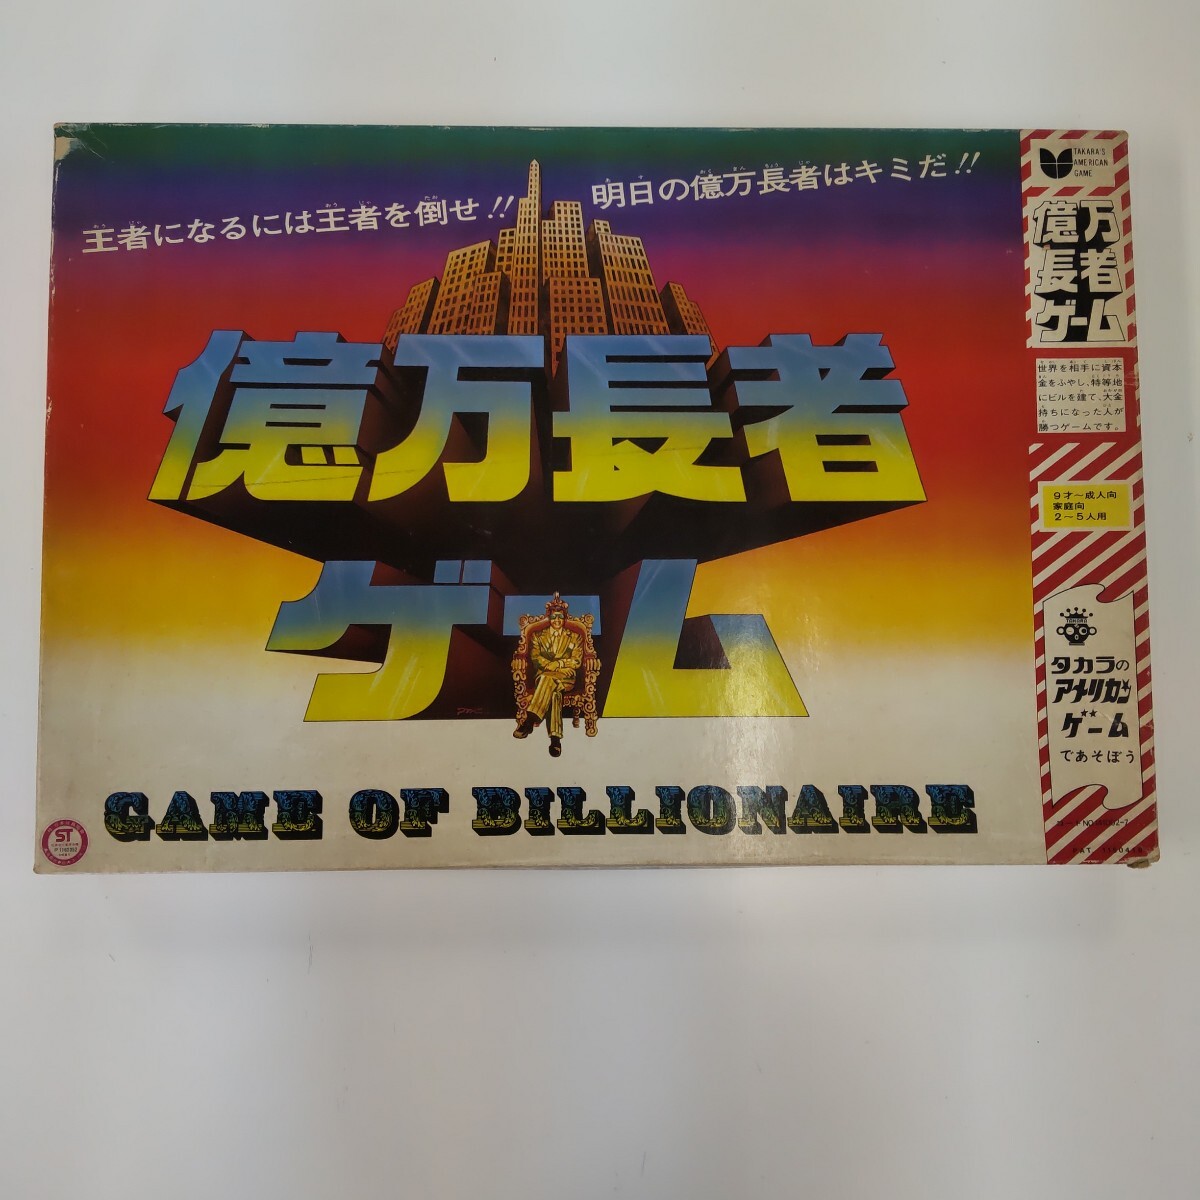 王者になるには王者を倒せ!!
明日の億万長者はキミだ!!
億万長者
ゲーム
GAME OF BILLIONAIRE
ST
TAKARA'S
AMERICAN
GAME
億万
長者
ゲーム
世界を相手に資本
金をふやし、特等地
にビルを建て、大金
持ちになった人が
勝つゲームです。
9才〜成人向
家庭向
2〜5人用
タカラの
アメリカン
ゲーム
であそぼう